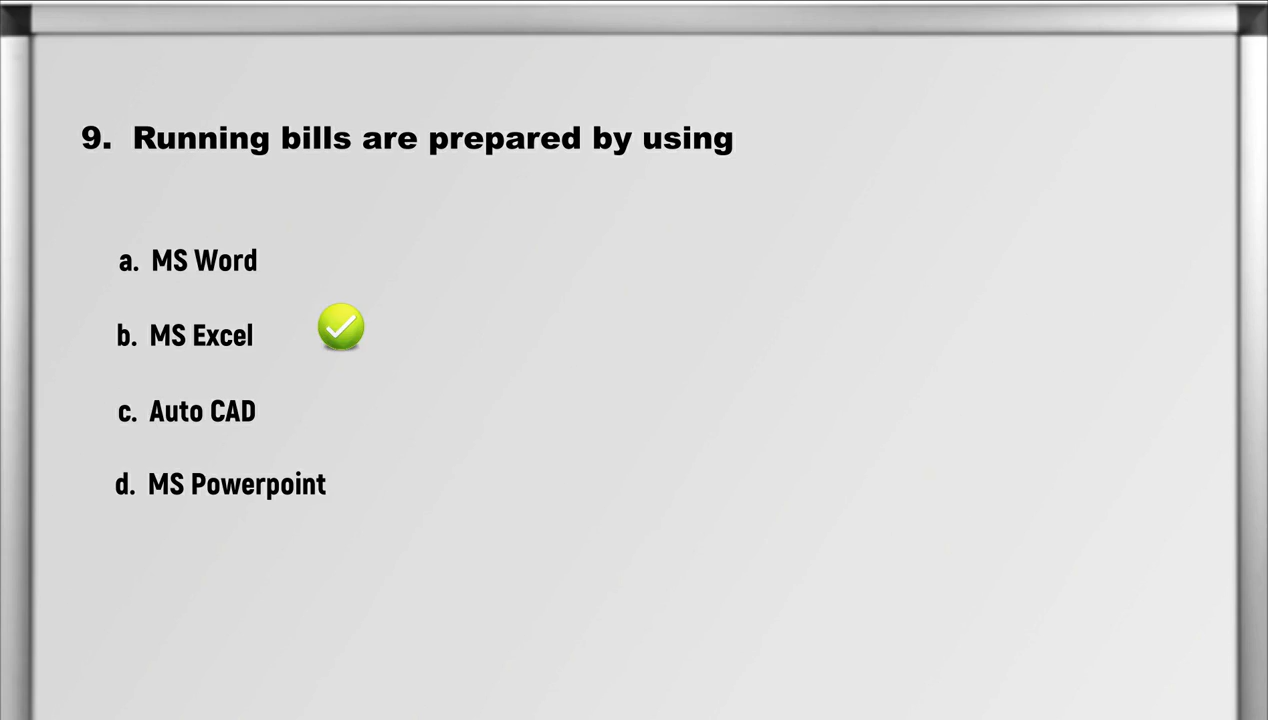 9. Running bills are prepared by using
a. MS Word
b. MS Excel
c. Auto CAD
d. MS Powerpoint